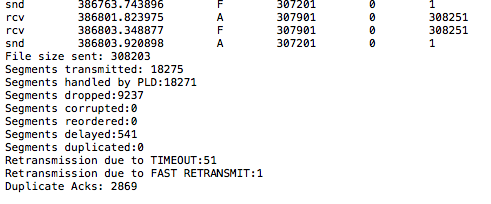 snd 386763.743896 F 307201 0 1
rcv 386801.823975 A 307901 0 308251
rcv 386803.348877 F 307901 0 308251
snd 386803.920898 A 307201 0 1
File size sent: 308203
Segments transmitted: 18275
Segments handled by PLD:18271
Segments dropped:9237
Segments corrupted:0
Segments reordered:0
Segments delayed:541
Segments duplicated:0
Retransmission due to TIMEOUT:51
Retransmission due to FAST RETRANSMIT:1
Duplicate Acks: 2869